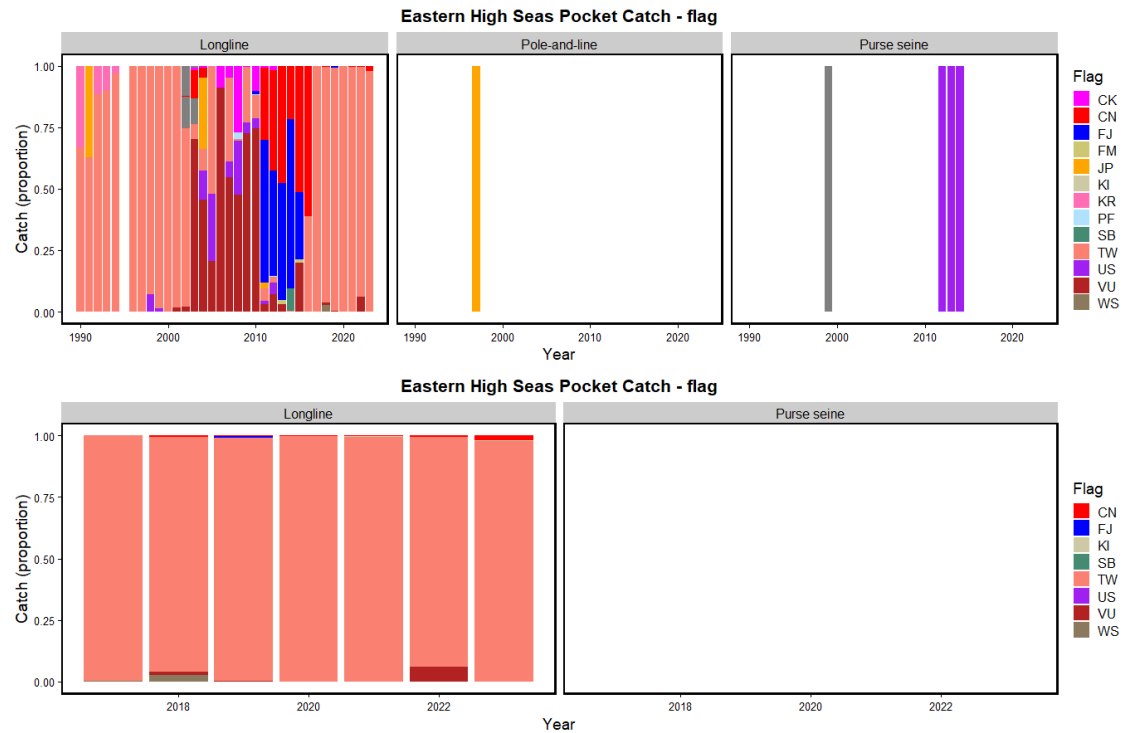 Eastern High Seas Pocket Catch - flag
Longline
Pole-and-line
Purse seine
Catch (proportion)
1.00
0.75
0.50
0.25
0.00
1990 2000 2010 2020
1990 2000 2010 2020
1990 2000 2010 2020
Year
Flag
CK
CN
FJ
FM
JP
KI
KR
PF
SB
TW
US
VU
WS
Eastern High Seas Pocket Catch - flag
Longline
Purse seine
Catch (proportion)
1.00
0.75
0.50
0.25
0.00
2018 2020 2022
2018 2020 2022
Year
Flag
CN
FJ
KI
SB
TW
US
VU
WS